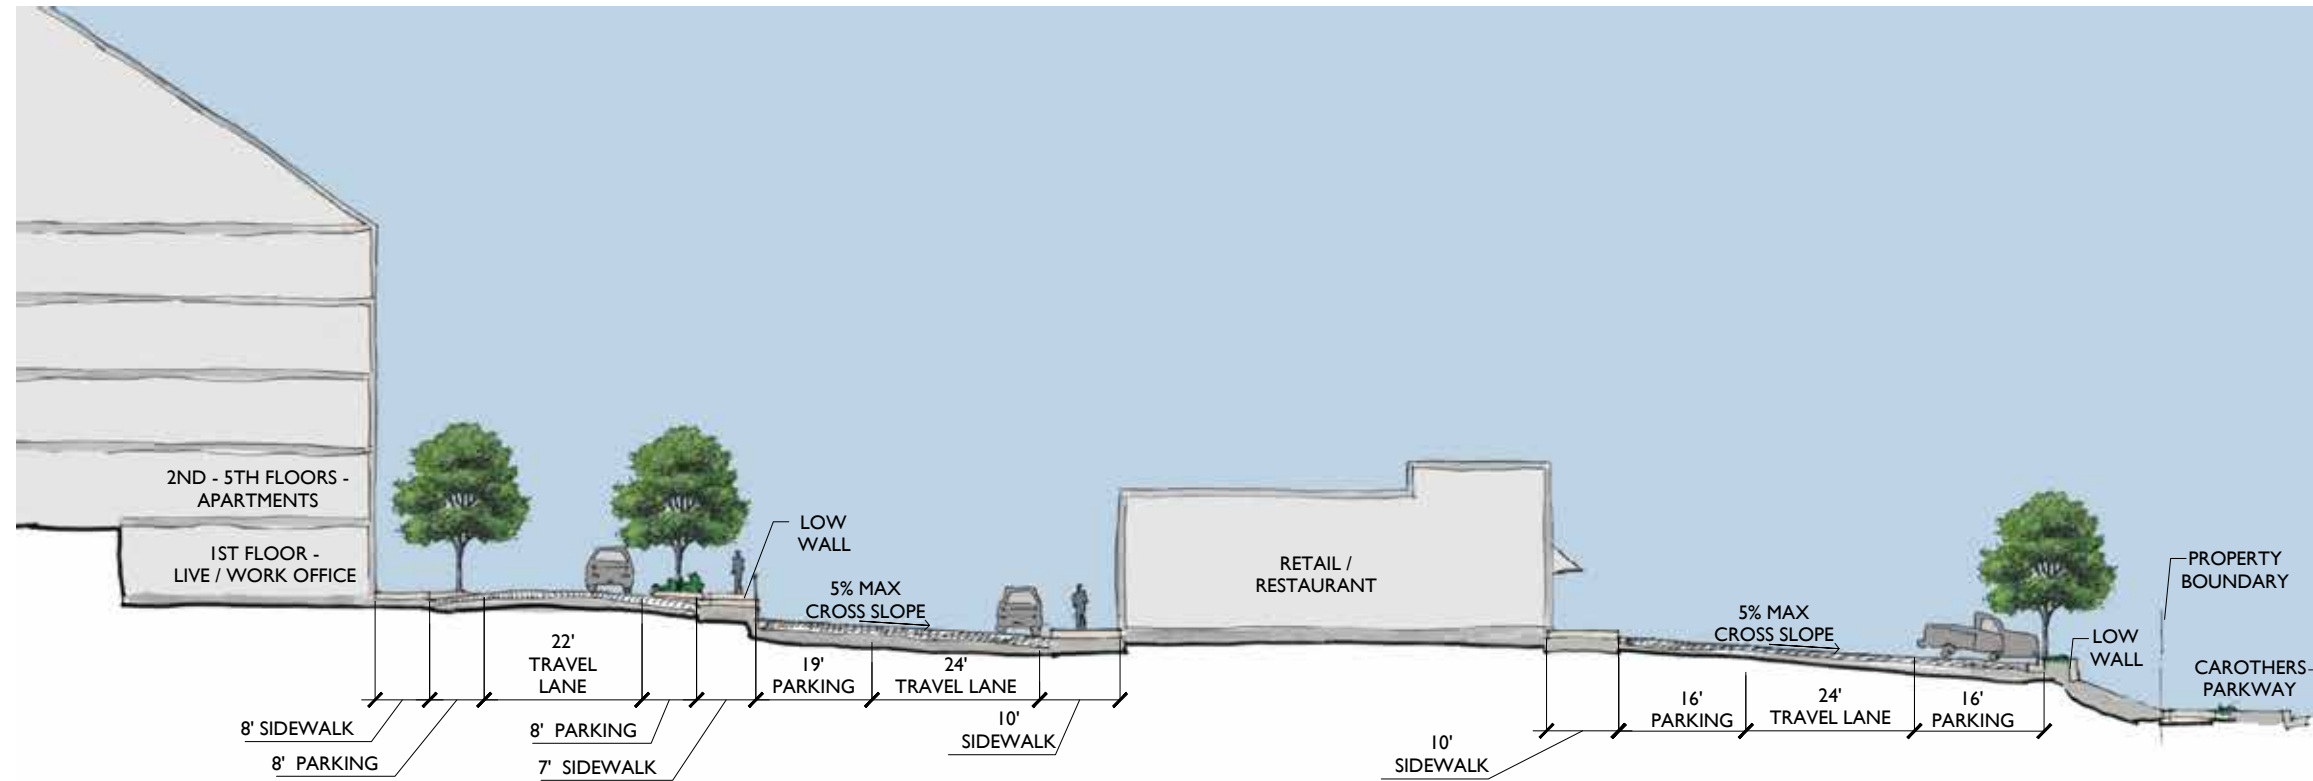 2ND - 5TH FLOORS -
APARTMENTS
1ST FLOOR -
LIVE / WORK OFFICE
LOW
WALL
5% MAX
CROSS SLOPE
RETAIL /
RESTAURANT
5% MAX
CROSS SLOPE
PROPERTY
BOUNDARY
LOW
WALL
CAROTHERS
PARKWAY
22'
TRAVEL
LANE
19'
PARKING
24'
TRAVEL LANE
16'
PARKING
24'
TRAVEL LANE
16'
PARKING
8' SIDEWALK
8' PARKING
8' PARKING
7' SIDEWALK
10'
SIDEWALK
10'
SIDEWALK